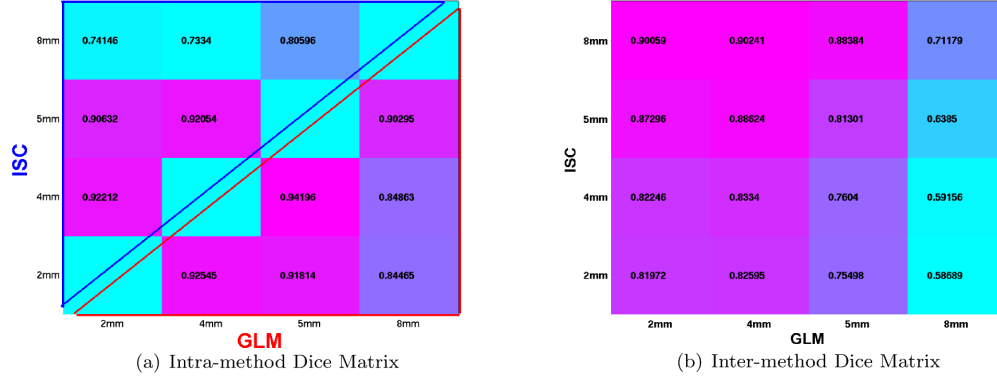 8mm 0.74146 0.7334 0.80596
5mm 0.90632 0.92054 0.90295
4mm 0.92212 0.94196 0.84863
2mm 0.92545 0.91814 0.84465
ISC
2mm 4mm 5mm 8mm
GLM
(a) Intra-method Dice Matrix
8mm 0.90059 0.90241 0.88384 0.71179
5mm 0.87296 0.88624 0.81301 0.6385
4mm 0.82246 0.8334 0.7604 0.59156
2mm 0.81972 0.82595 0.75498 0.58689
ISC
2mm 4mm 5mm 8mm
GLM
(b) Inter-method Dice Matrix